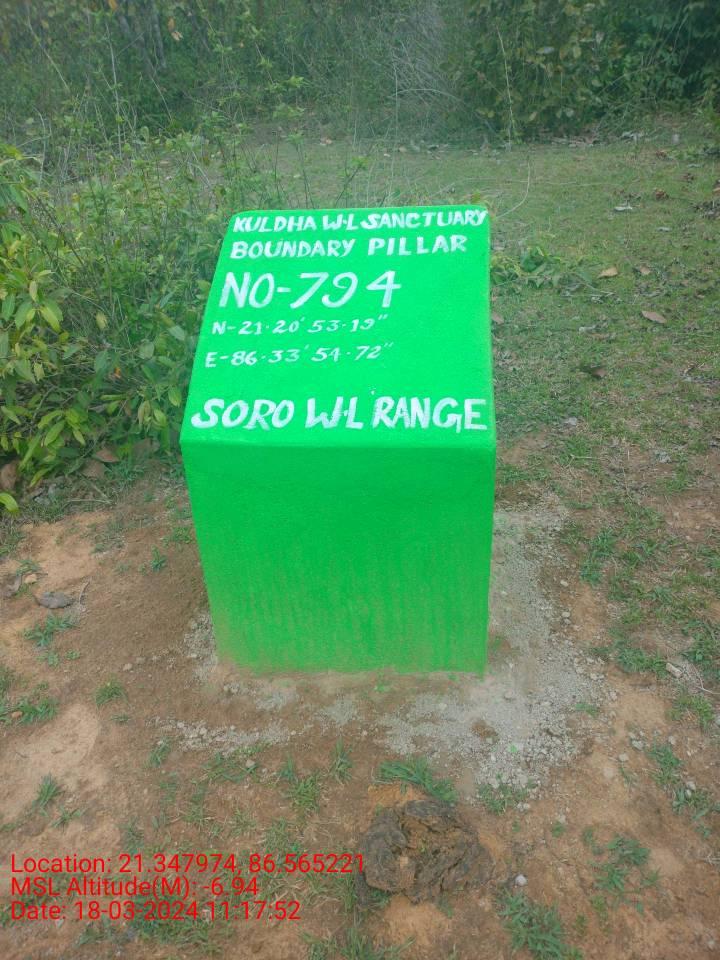 KULDHA W.L SANCTUARY
BOUNDARY PILLAR
NO-794
N-21·20'53·19"
E-86·33'54·72"
SORO W.L RANGE
Location: 21.347974, 86.565221
MSL Altitude(M): -6.94
Date: 18-03-2024 11:17:52